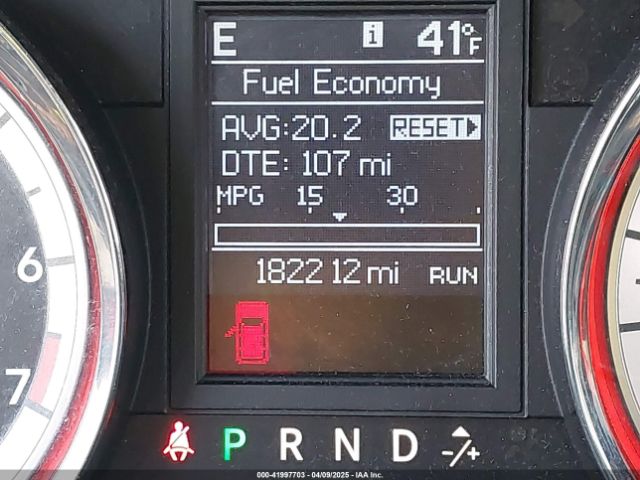 E i 41°F
Fuel Economy
AVG:20.2 RESET
DTE: 107 mi
MPG 15 30
182212 mi RUN
6
7
P R N D -/+
000-41997703 - 04/09/2025 - IAA Inc.